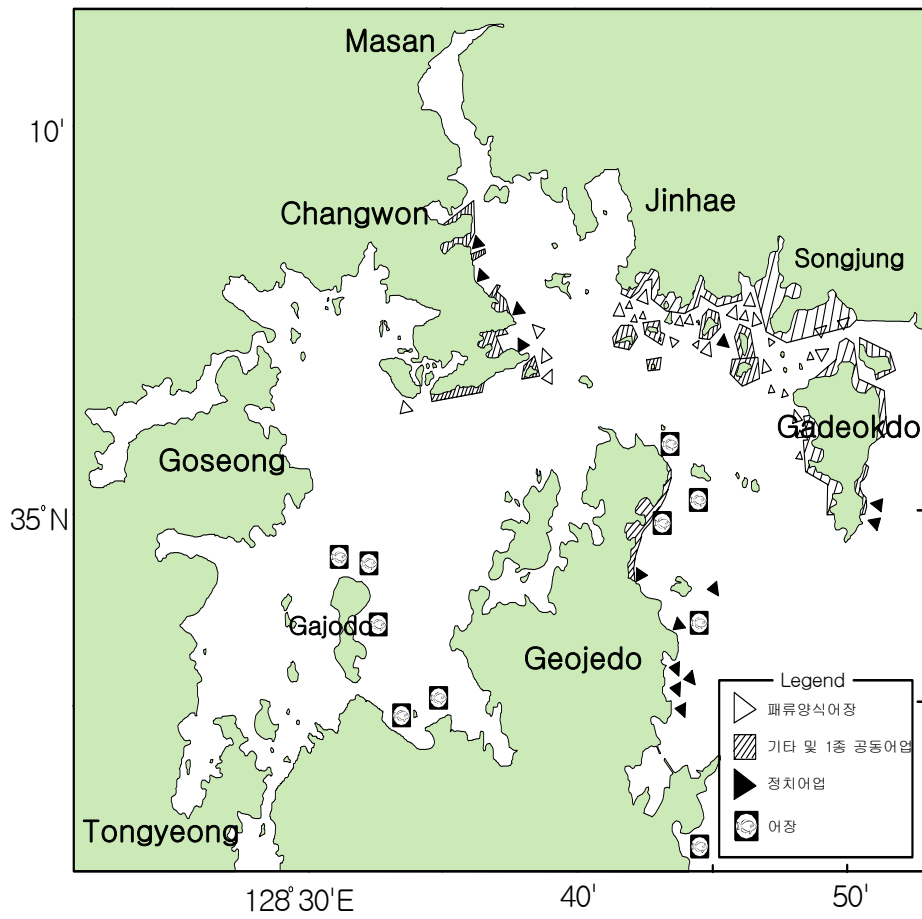 Masan
10'
Changwon
Jinhae
Songjung
Gadeokdo
Goseong
35°N
Gajodo
Geojedo
Legend
패류양식어장
기타 및 1종 공동어업
정치어업
어장
Tongyeong
128°30'E
40'
50'